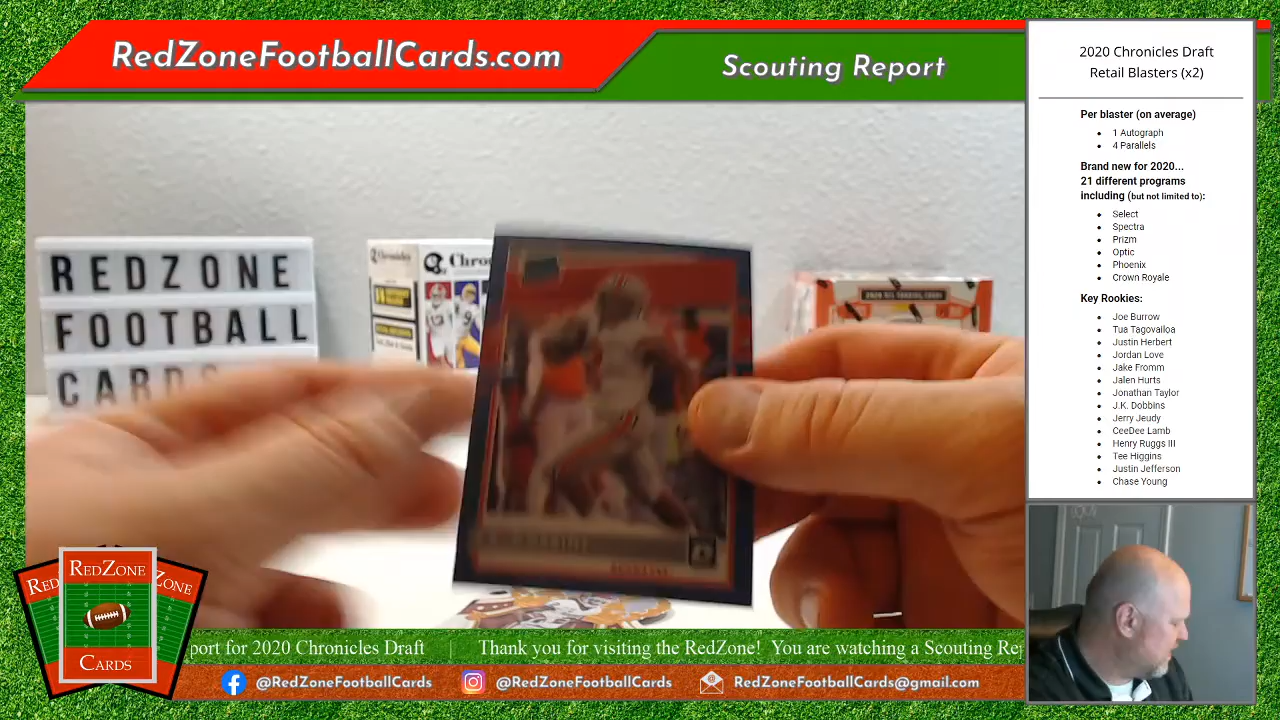 RedZoneFootballCards.com
Scouting Report
2020 Chronicles Draft
Retail Blasters (x2)
Per blaster (on average)
1 Autograph
4 Parallels
Brand new for 2020...
21 different programs
including (but not limited to):
Select
Spectra
Prizm
Optic
Phoenix
Crown Royale
Key Rookies:
Joe Burrow
Tua Tagovailoa
Justin Herbert
Jordan Love
Jake Fromm
Jalen Hurts
Jonathan Taylor
J.K. Dobbins
Jerry Jeudy
CeeDee Lamb
Henry Ruggs III
Tee Higgins
Justin Jefferson
Chase Young
REDZONE
FOOTBALL
CARDS
Chro
REDZONE
CARDS
port for 2020 Chronicles Draft | Thank you for visiting the RedZone! You are watching a Scouting Re
@RedZoneFootballCards @RedZoneFootballCards RedZoneFootballCards@gmail.com